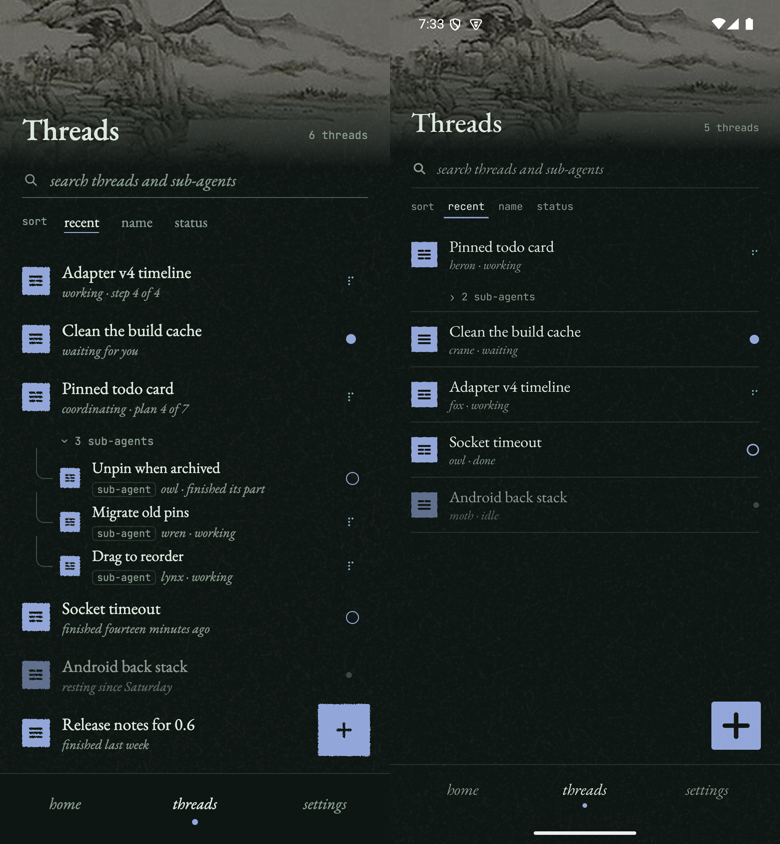 Threads
6 threads
search threads and sub-agents
sort recent name status
Adapter v4 timeline
working · step 4 of 4
Clean the build cache
waiting for you
Pinned todo card
coordinating · plan 4 of 7
3 sub-agents
Unpin when archived
sub-agent owl · finished its part
Migrate old pins
sub-agent wren · working
Drag to reorder
sub-agent lynx · working
Socket timeout
finished fourteen minutes ago
Android back stack
resting since Saturday
Release notes for 0.6
finished last week
home threads settings
7:33
Threads
5 threads
search threads and sub-agents
sort recent name status
Pinned todo card
heron · working
2 sub-agents
Clean the build cache
crane · waiting
Adapter v4 timeline
fox · working
Socket timeout
owl · done
Android back stack
moth · idle
home threads settings